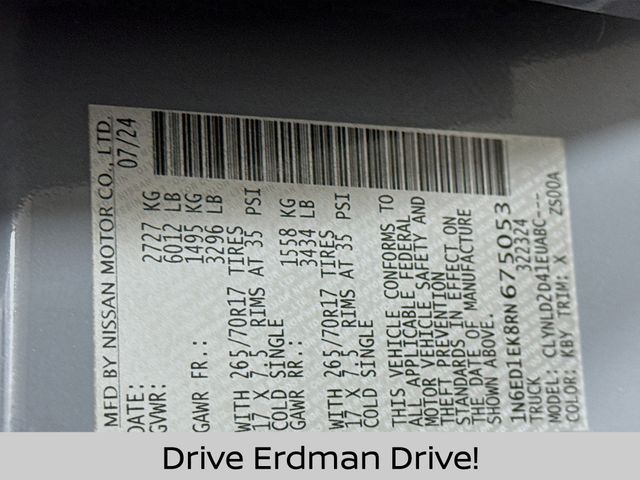 MFD BY NISSAN MOTOR CO., LTD.
DATE: 07/24
GVWR: 2727 KG
6012 LB
GAWR FR.: 1495 KG
3296 LB
WITH 265/70R17 TIRES
17 X 7.5 RIMS AT 35 PSI
COLD SINGLE
GAWR RR.: 1558 KG
3434 LB
WITH 265/70R17 TIRES
17 X 7.5 RIMS AT 35 PSI
COLD SINGLE
THIS VEHICLE CONFORMS TO
ALL APPLICABLE FEDERAL
MOTOR VEHICLE SAFETY AND
THEFT PREVENTION
STANDARDS IN EFFECT ON
THE DATE OF MANUFACTURE
SHOWN ABOVE.
1N6ED1EK8RN675053
TRUCK 322324
MODEL: CLYNLD2D41EUABC---
COLOR: KBY TRIM: X ZS00A
Drive Erdman Drive!